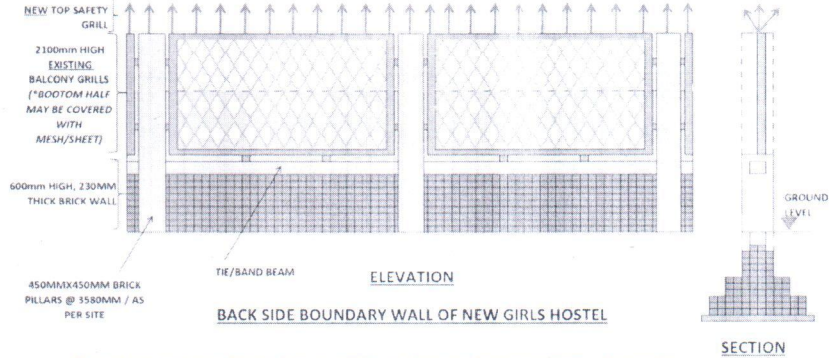 NEW TOP SAFETY
GRILL
2100mm HIGH
EXISTING
BALCONY GRILLS
(*BOOTOM HALF
MAY BE COVERED
WITH
MESH/SHEET)
600mm HIGH, 230MM
THICK BRICK WALL
450MMX450MM BRICK
PILLARS @ 3580MM / AS
PER SITE
TIE/BAND BEAM
ELEVATION
BACK SIDE BOUNDARY WALL OF NEW GIRLS HOSTEL
GROUND
LEVEL
SECTION